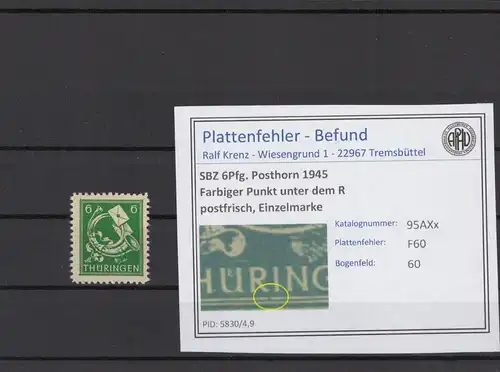 6 6
THÜRINGEN
Plattenfehler - Befund
Ralf Krenz - Wiesengrund 1 - 22967 Tremsbüttel
SBZ 6Pfg. Posthorn 1945
Farbiger Punkt unter dem R
postfrisch, Einzelmarke
Katalognummer: 95AXx
Plattenfehler: F60
Bogenfeld: 60
HÜRING
PID: 5830/4,9